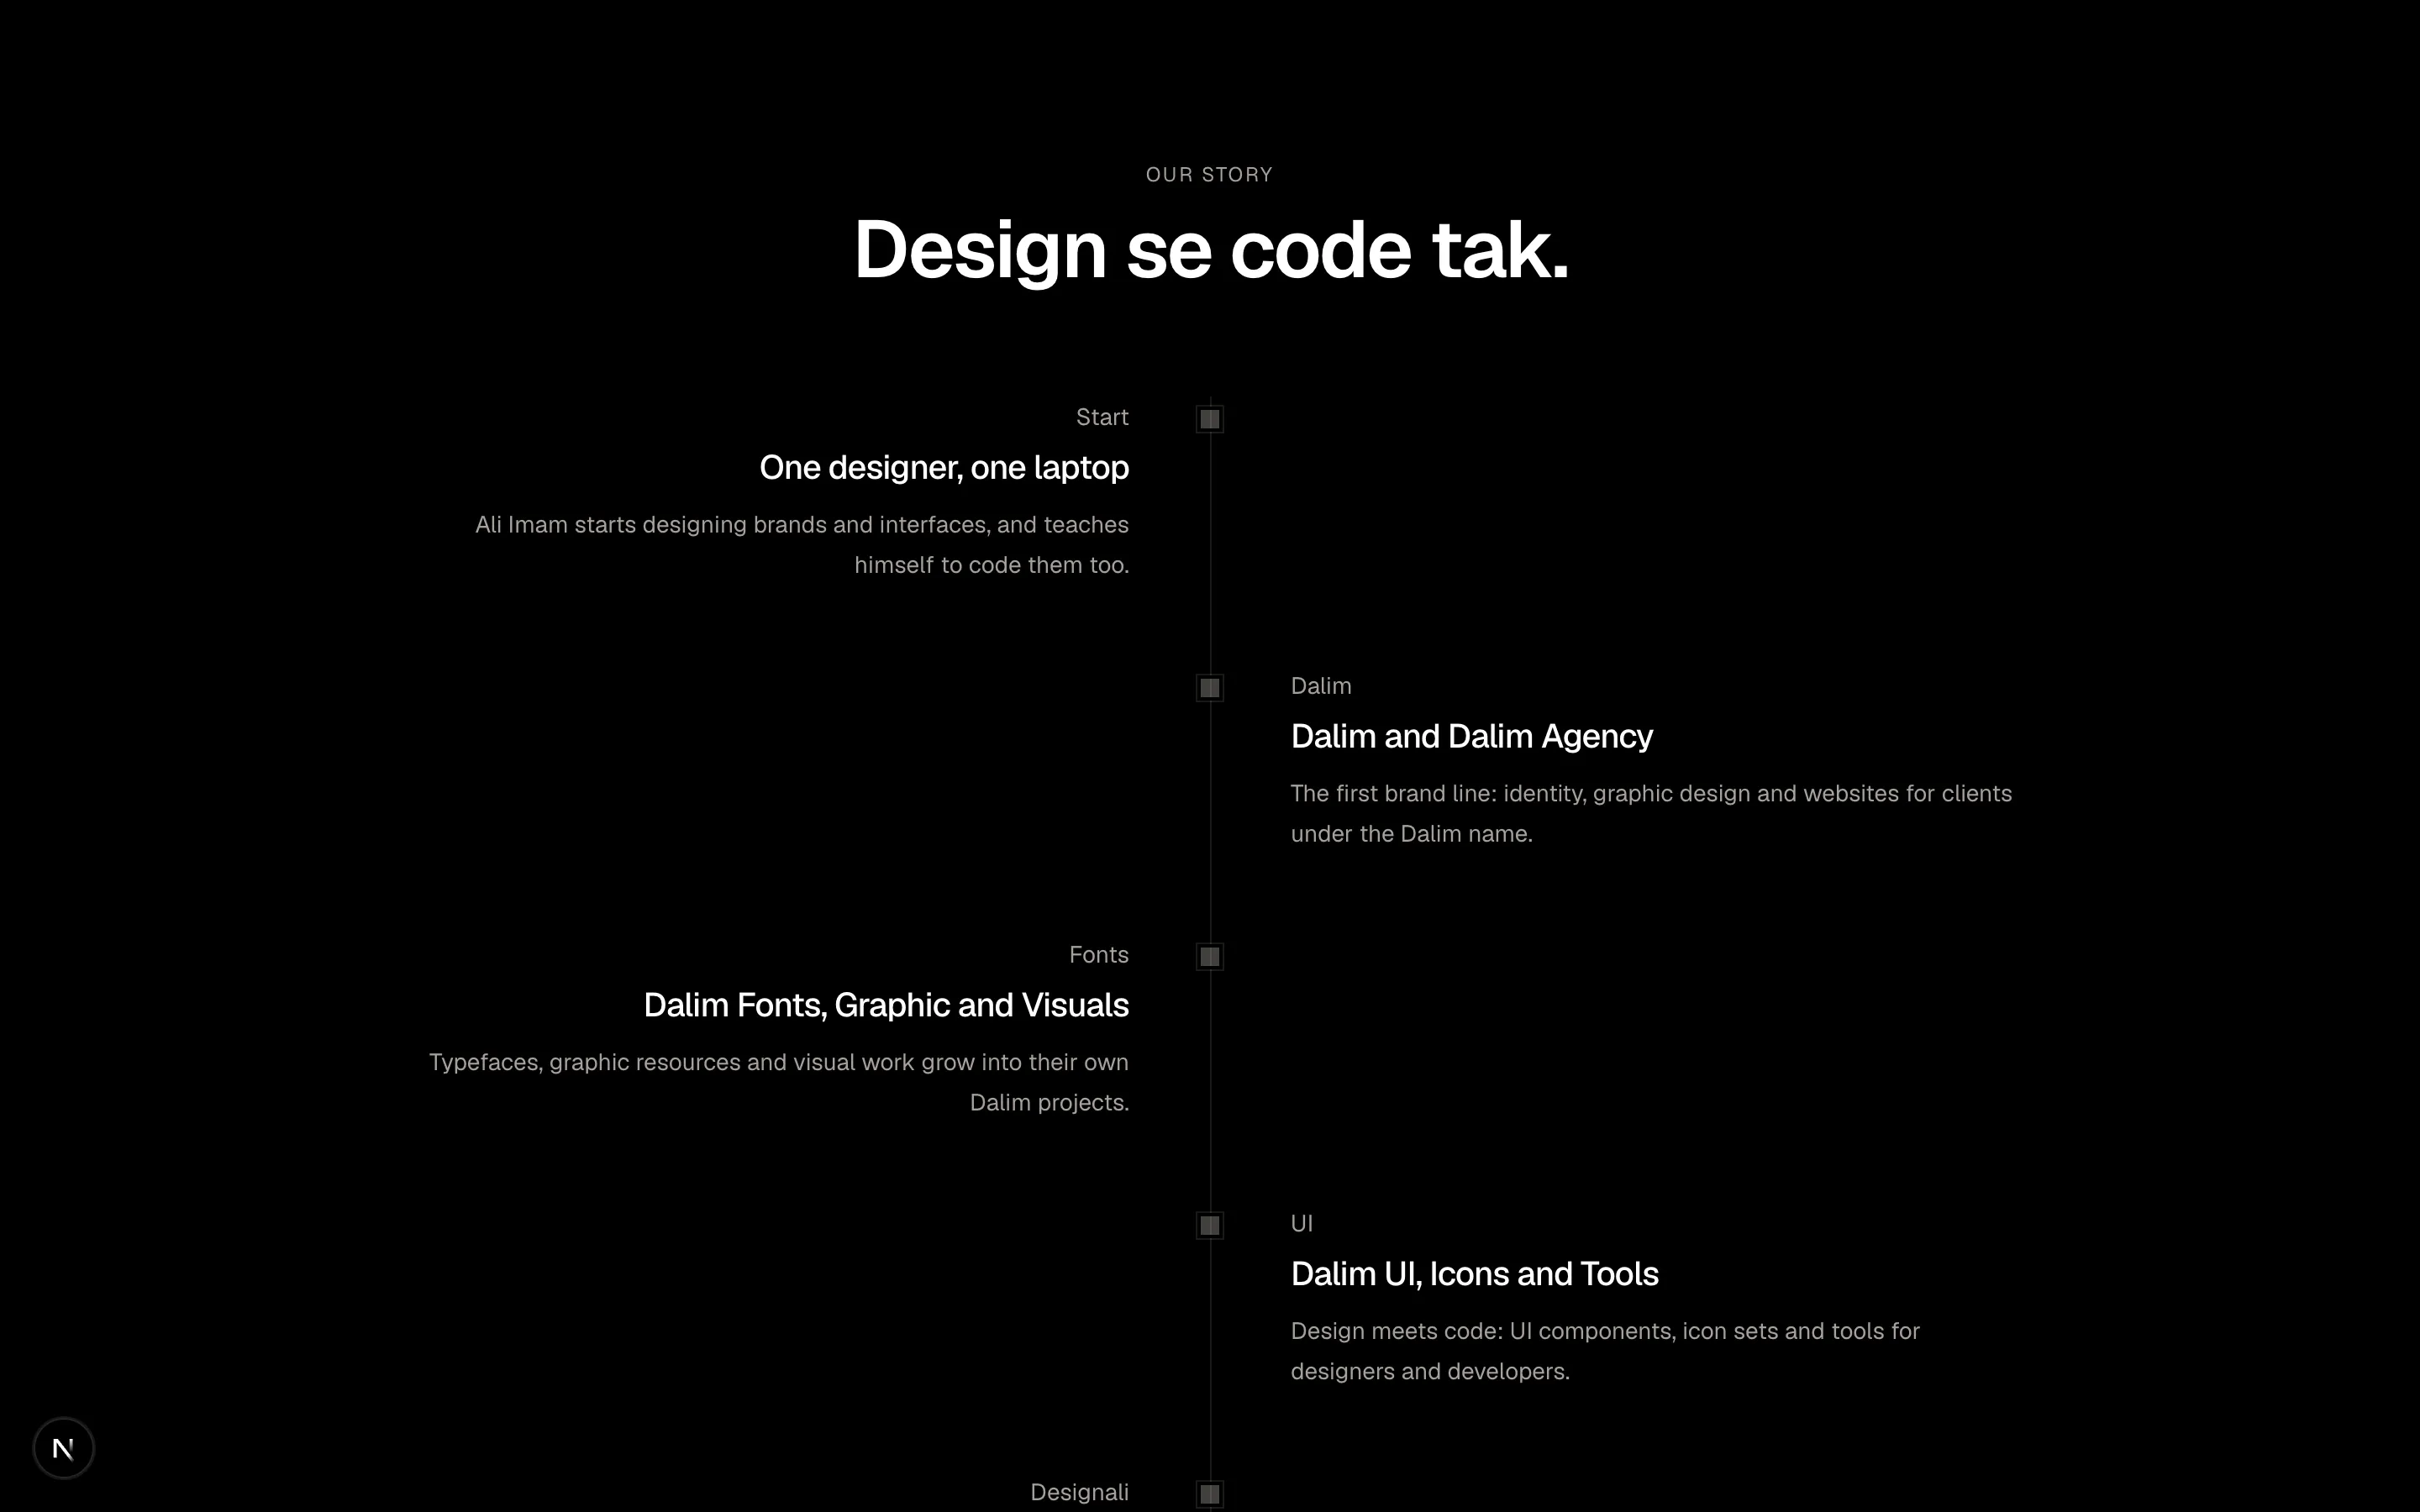 OUR STORY
Design se code tak.
Start
One designer, one laptop
Ali Imam starts designing brands and interfaces, and teaches
himself to code them too.
Dalim
Dalim and Dalim Agency
The first brand line: identity, graphic design and websites for clients
under the Dalim name.
Fonts
Dalim Fonts, Graphic and Visuals
Typefaces, graphic resources and visual work grow into their own
Dalim projects.
UI
Dalim UI, Icons and Tools
Design meets code: UI components, icon sets and tools for
designers and developers.
Designali
N